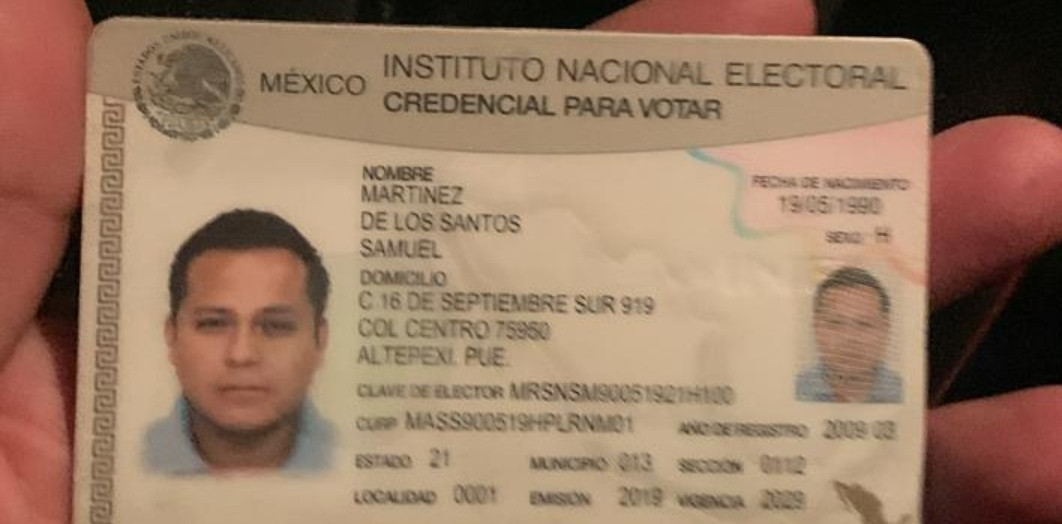 MÉXICO INSTITUTO NACIONAL ELECTORAL
CREDENCIAL PARA VOTAR
NOMBRE
MARTINEZ
DE LOS SANTOS
SAMUEL
FECHA DE NACIMIENTO
19/05/1990
SEXO H
DOMICILIO
C 16 DE SEPTIEMBRE SUR 919
COL CENTRO 75960
ALTEPEXI, PUE.
CLAVE DE ELECTOR MRSNSM90051921H100
CURP MASS900519HPLRNM01 AÑO DE REGISTRO 2009 03
ESTADO 21 MUNICIPIO 013 SECCIÓN 0112
LOCALIDAD 0001 EMISIÓN 2019 VIGENCIA 2029